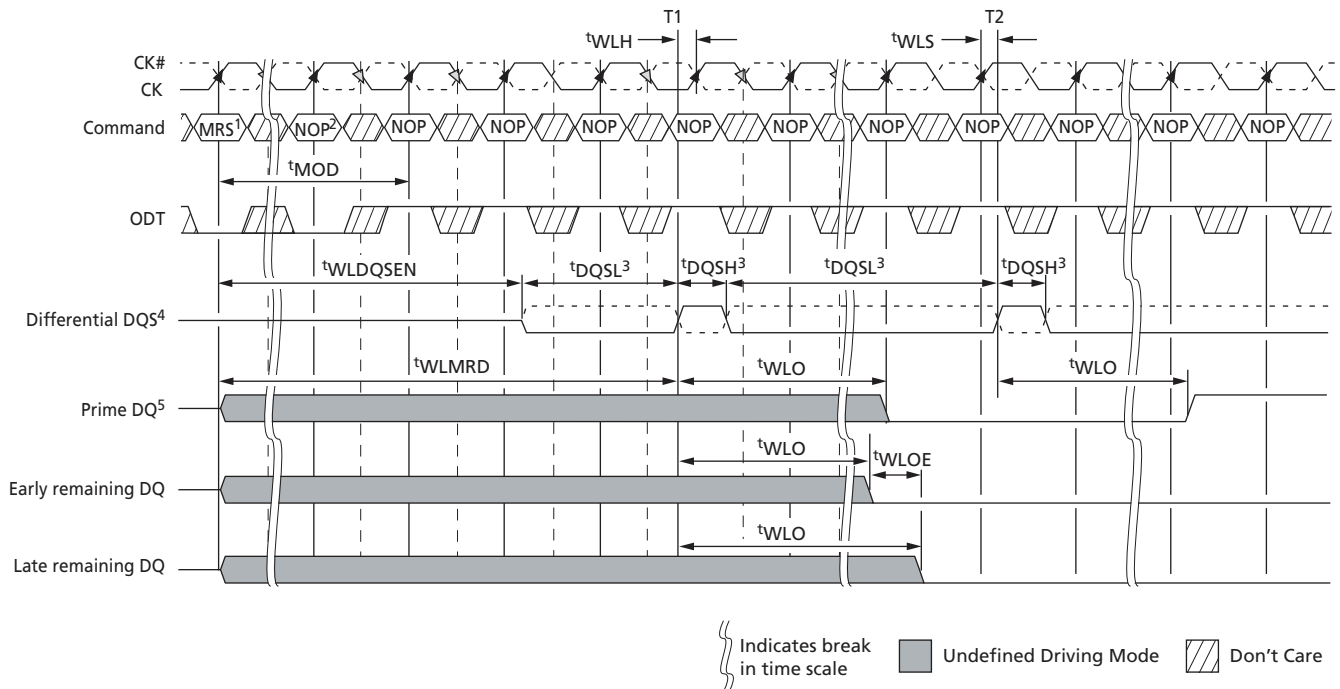 T1 T2
tWLH tWLS
CK#
CK
Command MRS1 NOP2 NOP NOP NOP NOP NOP NOP NOP NOP NOP NOP
tMOD
ODT
tWLDQSEN tDQSL3 tDQSH3 tDQSL3 tDQSH3
Differential DQS4
tWLMRD tWLO tWLO
Prime DQ5
tWLO tWLOE
Early remaining DQ
tWLO
Late remaining DQ
Indicates break
in time scale
Undefined Driving Mode
Don't Care